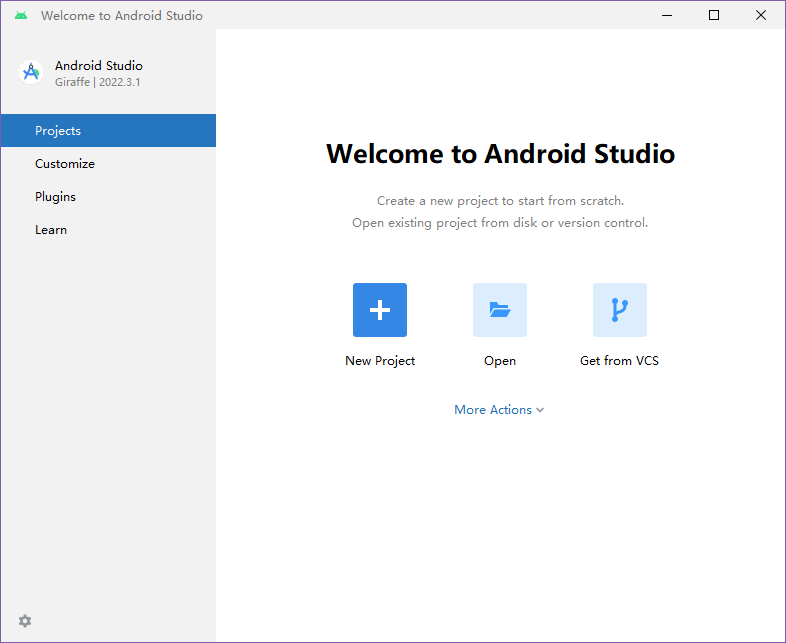 Welcome to Android Studio
Android Studio
Giraffe | 2022.3.1
Projects
Customize
Plugins
Learn
Welcome to Android Studio
Create a new project to start from scratch.
Open existing project from disk or version control.
New Project
Open
Get from VCS
More Actions